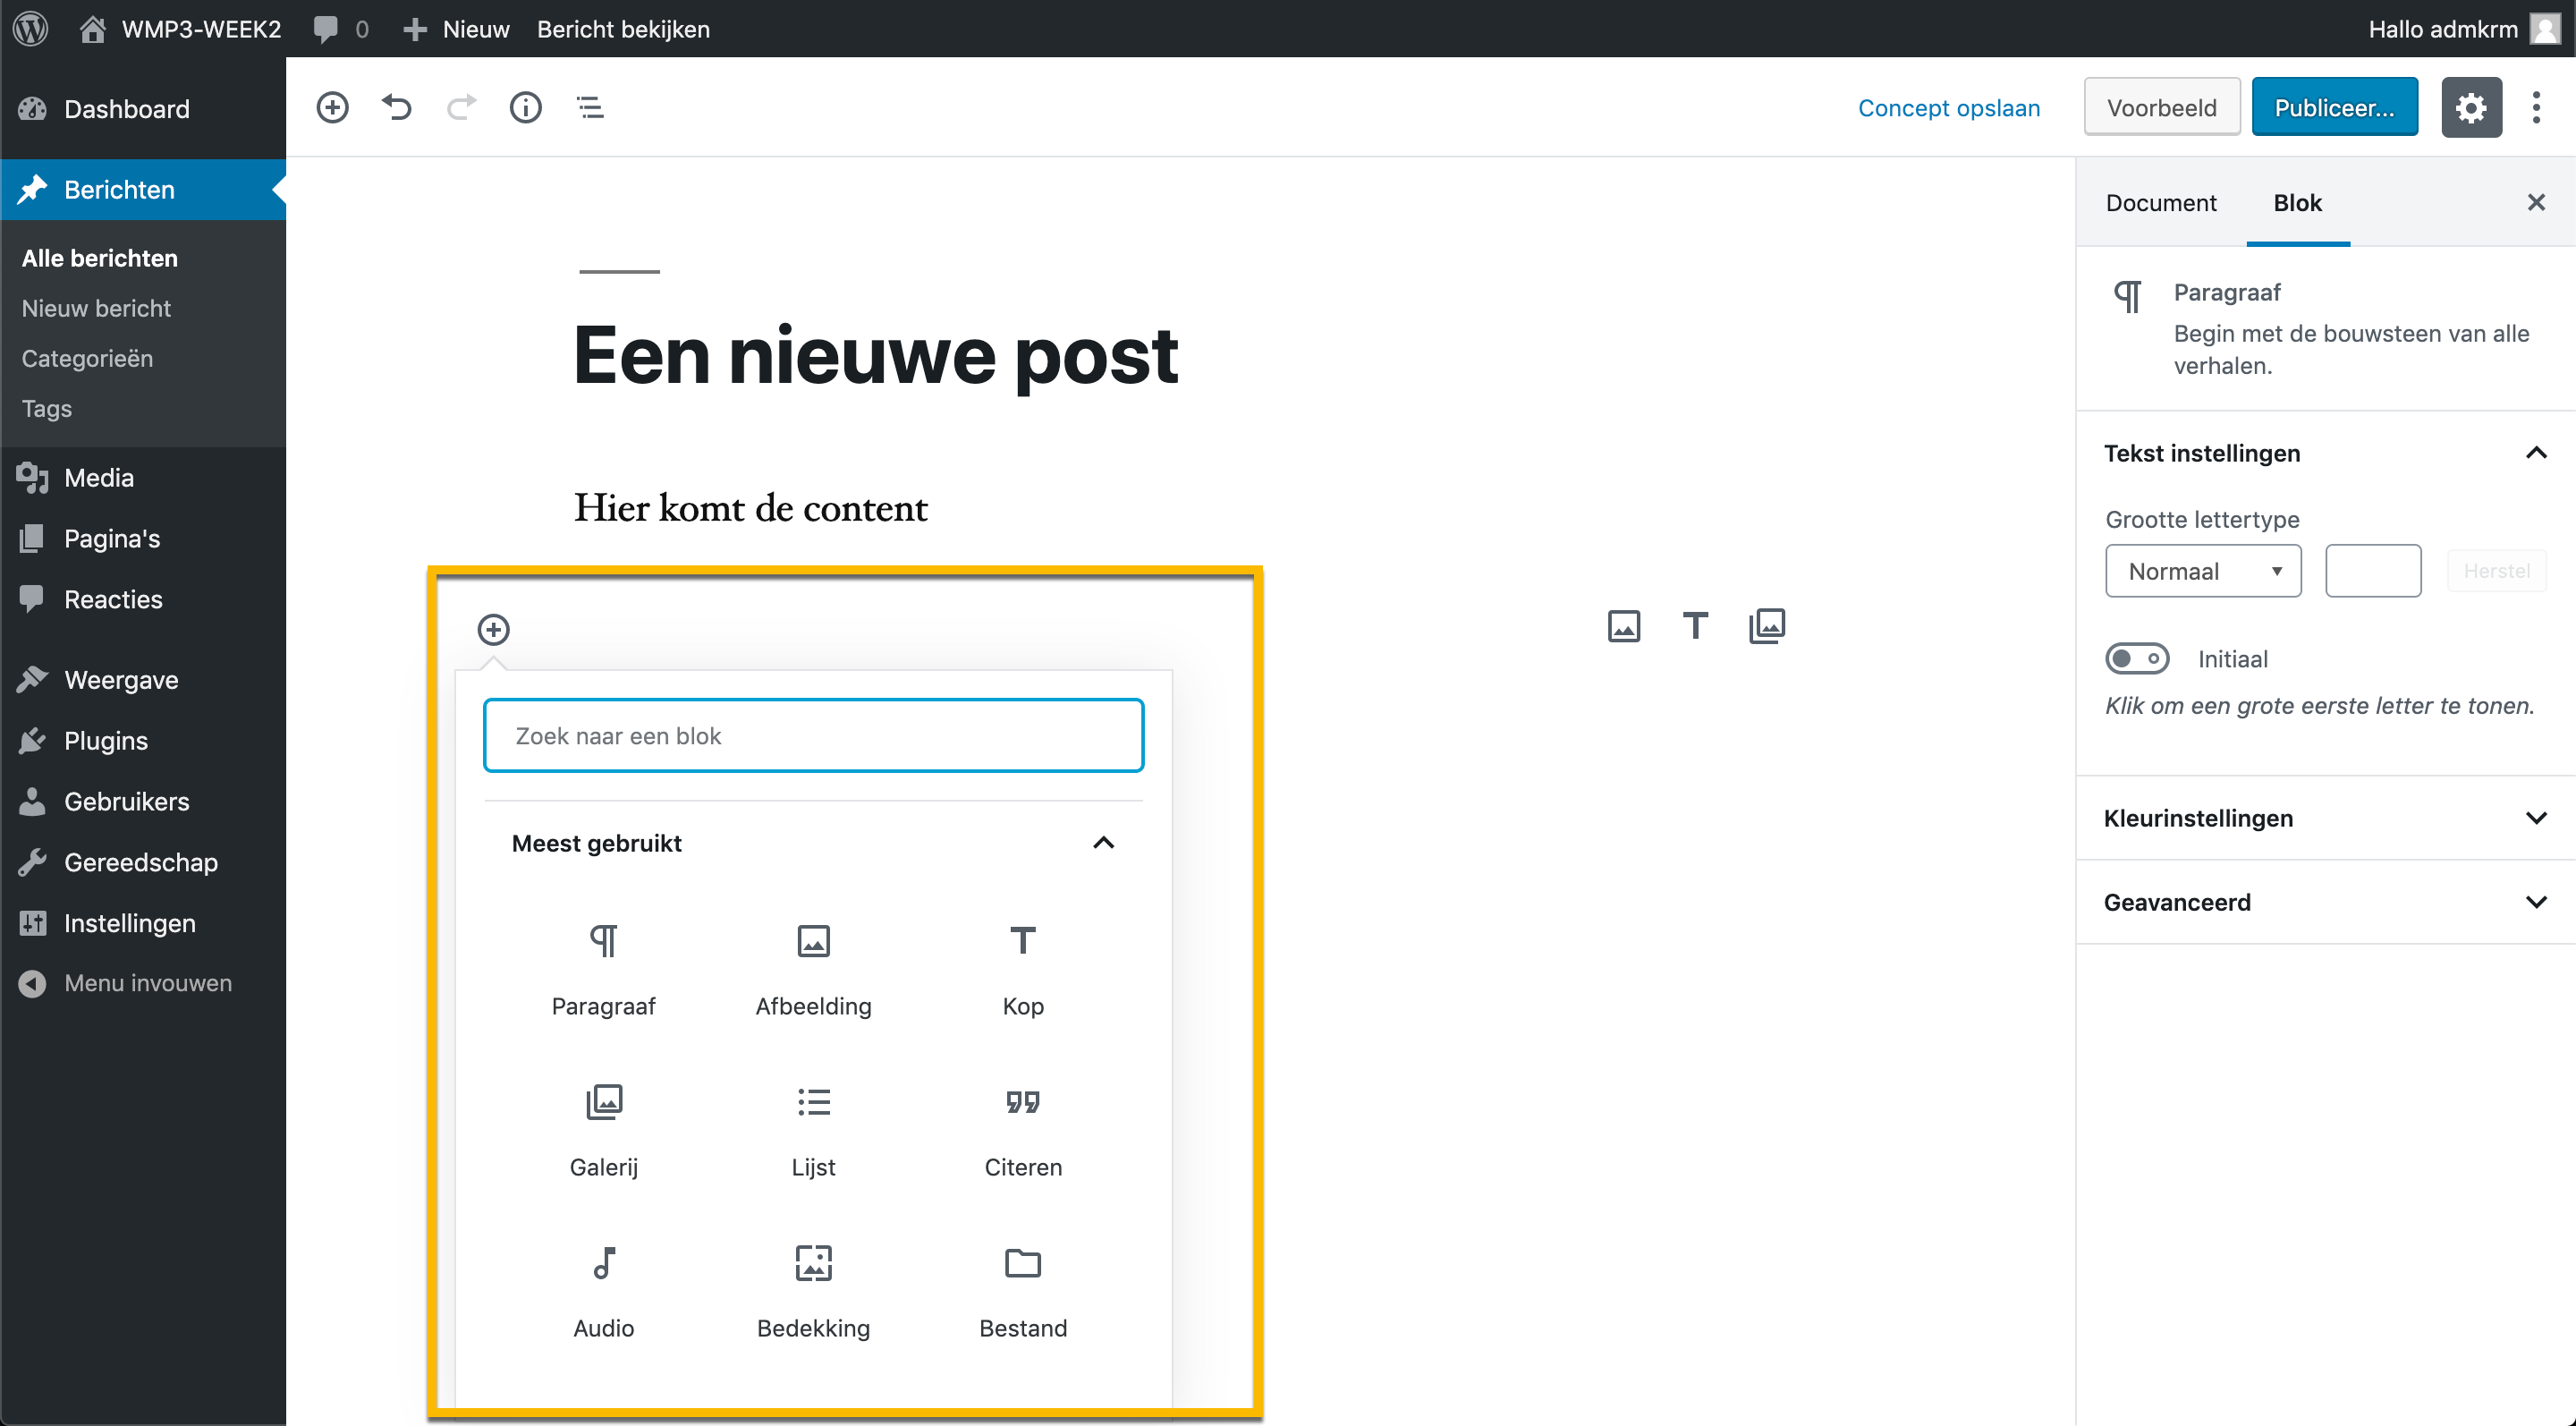 WMP3-WEEK2 0 Nieuw Bericht bekijken Hallo admkrm
Dashboard
Berichten
Alle berichten
Nieuw bericht
Categorieën
Tags
Media
Pagina's
Reacties
Weergave
Plugins
Gebruikers
Gereedschap
Instellingen
Menu invouwen
Concept opslaan Voorbeeld Publiceer...
Een nieuwe post
Hier komt de content
Zoek naar een blok
Meest gebruikt
Paragraaf Afbeelding Kop
Galerij Lijst Citeren
Audio Bedekking Bestand
Document Blok
Paragraaf
Begin met de bouwsteen van alle
verhalen.
Tekst instellingen
Grootte lettertype
Normaal Herstel
Initiaal
Klik om een grote eerste letter te tonen.
Kleurinstellingen
Geavanceerd